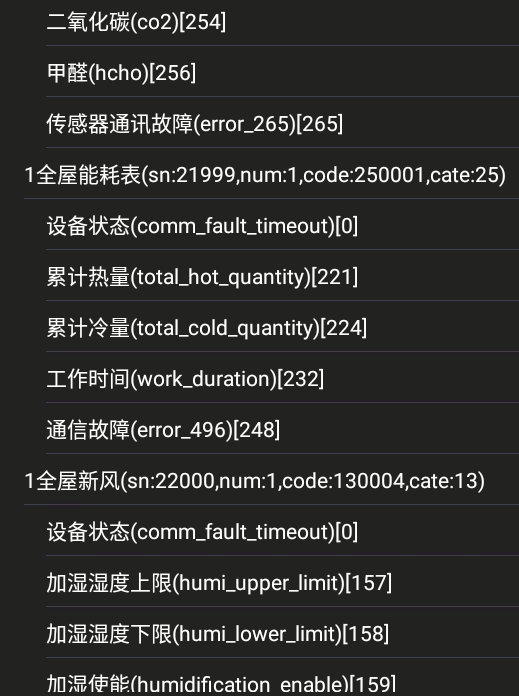 二氧化碳(co2)[254]
甲醛(hcho)[256]
传感器通讯故障(error_265)[265]
1全屋能耗表(sn:21999,num:1,code:250001,cate:25)
设备状态(comm_fault_timeout)[0]
累计热量(total_hot_quantity)[221]
累计冷量(total_cold_quantity)[224]
工作时间(work_duration)[232]
通信故障(error_496)[248]
1全屋新风(sn:22000,num:1,code:130004,cate:13)
设备状态(comm_fault_timeout)[0]
加湿湿度上限(humi_upper_limit)[157]
加湿湿度下限(humi_lower_limit)[158]
加湿使能(humidification_enable)[159]